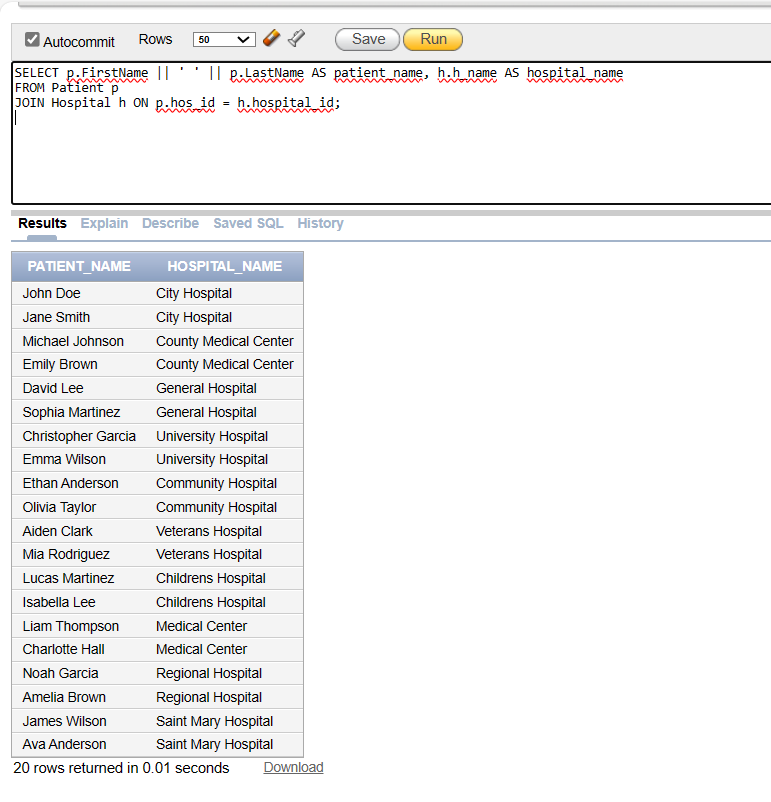 Autocommit Rows 50 Save Run
SELECT p.FirstName || ' ' || p.LastName AS patient_name, h.h_name AS hospital_name
FROM Patient p
JOIN Hospital h ON p.hos_id = h.hospital_id;
Results Explain Describe Saved SQL History
PATIENT_NAME HOSPITAL_NAME
John Doe City Hospital
Jane Smith City Hospital
Michael Johnson County Medical Center
Emily Brown County Medical Center
David Lee General Hospital
Sophia Martinez General Hospital
Christopher Garcia University Hospital
Emma Wilson University Hospital
Ethan Anderson Community Hospital
Olivia Taylor Community Hospital
Aiden Clark Veterans Hospital
Mia Rodriguez Veterans Hospital
Lucas Martinez Childrens Hospital
Isabella Lee Childrens Hospital
Liam Thompson Medical Center
Charlotte Hall Medical Center
Noah Garcia Regional Hospital
Amelia Brown Regional Hospital
James Wilson Saint Mary Hospital
Ava Anderson Saint Mary Hospital
20 rows returned in 0.01 seconds Download